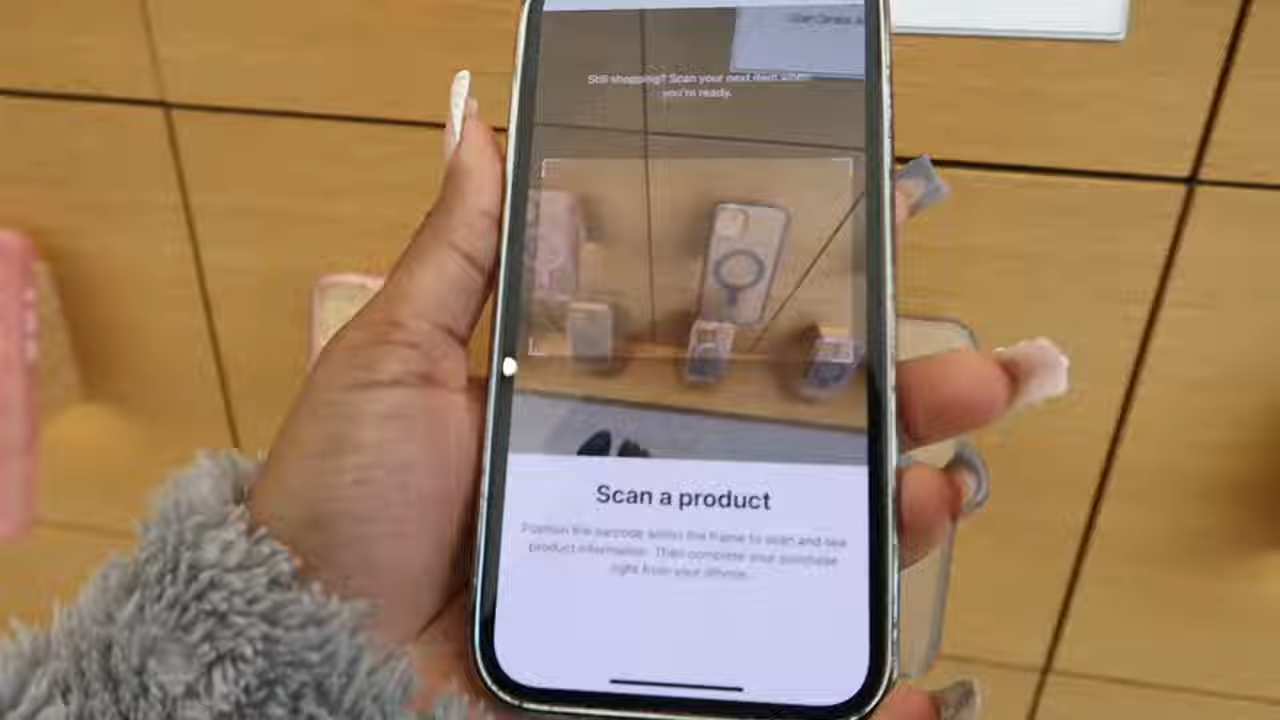 Still shopping? Scan your next item when
you're ready.
Scan a product
Position the barcode within the frame to scan and see
product information. Then complete your purchase
right from your iPhone.